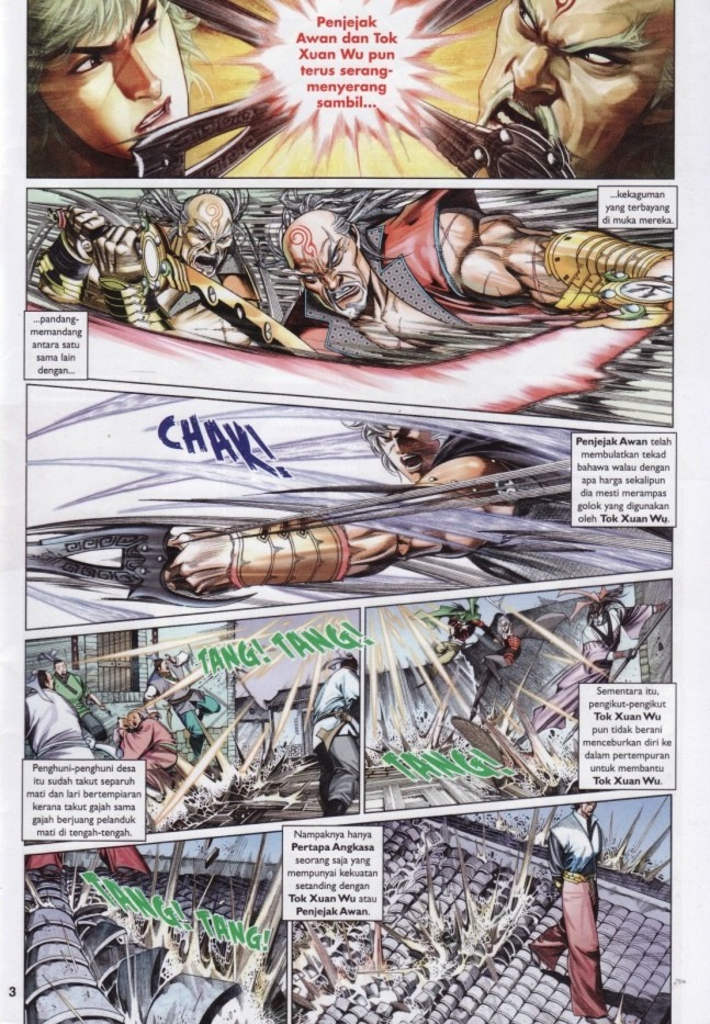 Penjejak
Awan dan Tok
Xuan Wu pun
terus serang-
menyerang
sambil...
...pandang-
memandang
antara satu
sama lain
dengan...
...kekaguman
yang terbayang
di muka mereka.
CHAK!
Penjejak Awan telah
membulatkan tekad
bahawa walau dengan
apa harga sekalipun
dia mesti merampas
golok yang digunakan
oleh Tok Xuan Wu.
TANG! TANG!
Penghuni-penghuni desa
itu sudah takut separuh
mati dan lari bertempiaran
kerana takut gajah sama
gajah berjuang pelanduk
mati di tengah-tengah.
TANG!
Sementara itu,
pengikut-pengikut
Tok Xuan Wu
pun tidak berani
menceburkan diri ke
dalam pertempuran
untuk membantu
Tok Xuan Wu.
TANG! TANG!
Nampaknya hanya
Pertapa Angkasa
seorang saja yang
mempunyai kekuatan
setanding dengan
Tok Xuan Wu atau
Penjejak Awan.
3